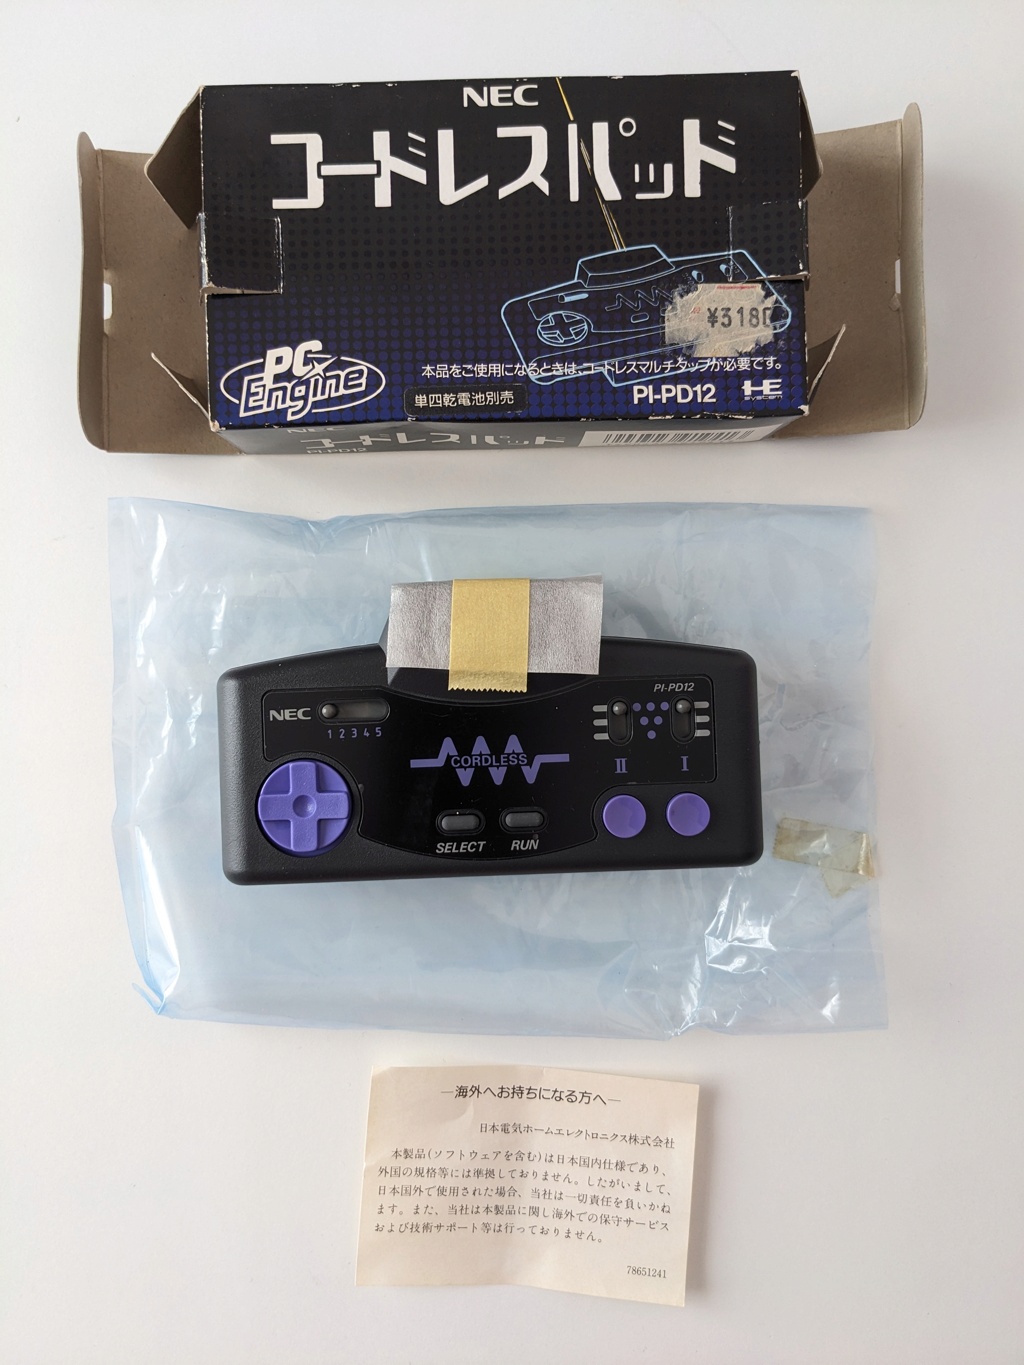 NEC
コードレスパッド
¥318
PC Engine
本品をご使用になるときは、コードレスマルチタップが必要です。
単四乾電池別売
PI-PD12
HE SYSTEM
NEC
コードレスパッド
PI-PD12
PI-PD12
NEC
1 2 3 4 5
CORDLESS
II I
SELECT RUN
—海外へお持ちになる方へ—
日本電気ホームエレクトロニクス株式会社
本製品(ソフトウェアを含む)は日本国内仕様であり、
外国の規格等には準拠しておりません。したがいまして、
日本国外で使用された場合、当社は一切責任を負いかね
ます。また、当社は本製品に関し海外での保守サービス
および技術サポート等は行っておりません。
78651241